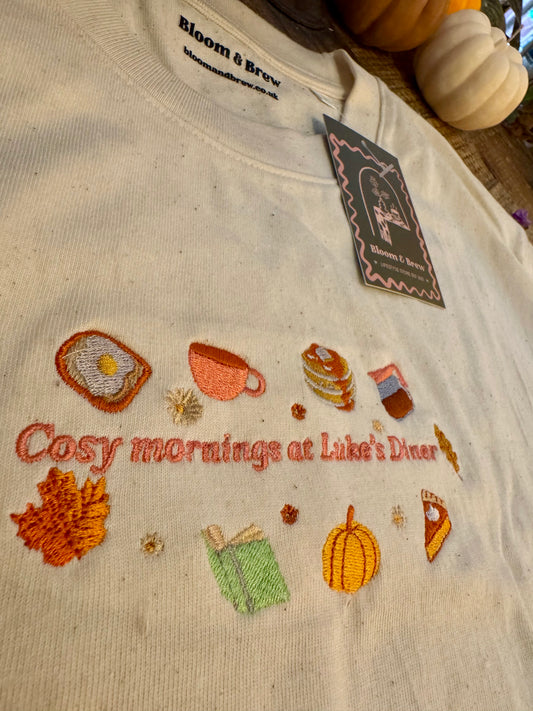 Bloom & Brew
bloomandbrew.co.uk
Bloom & Brew
Cosy mornings at Luke's Diner